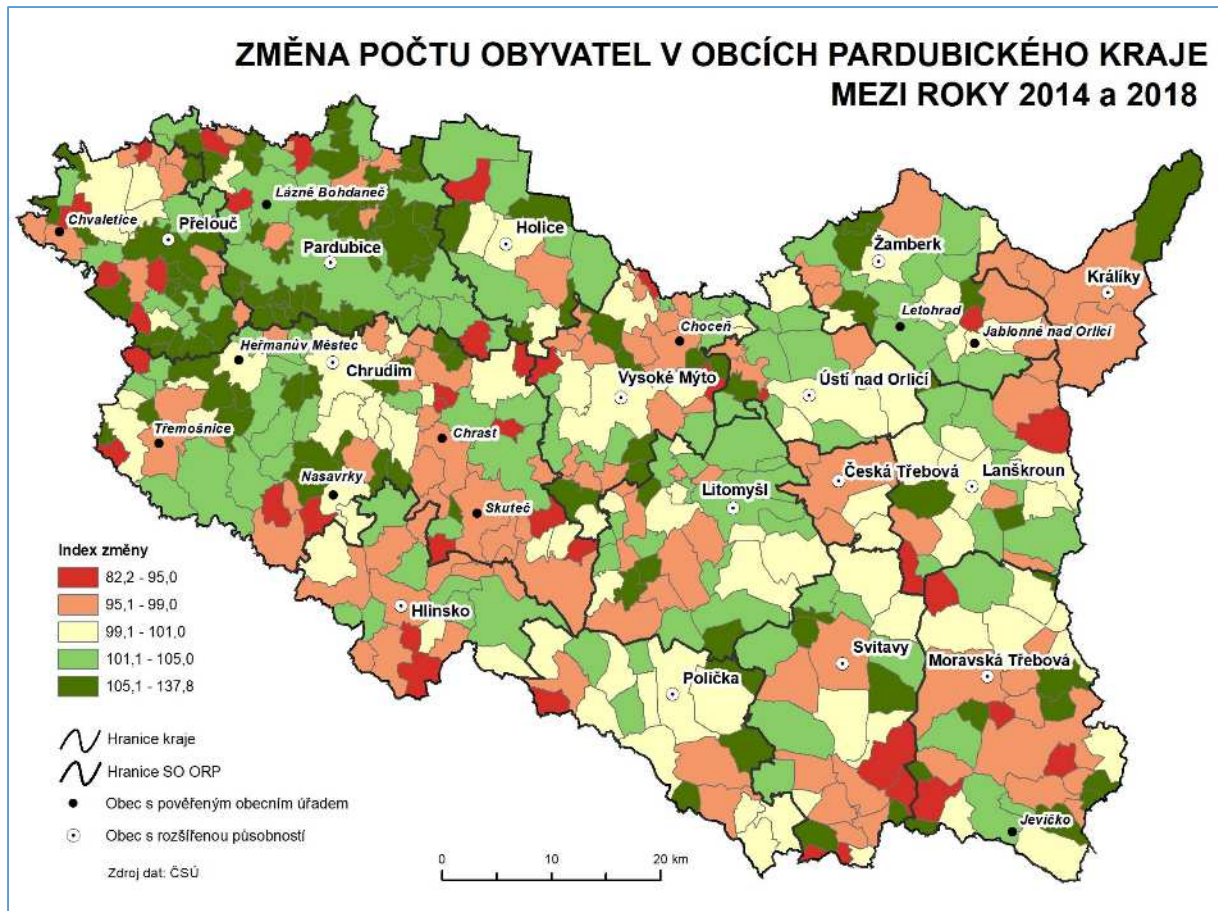 ZMĚNA POČTU OBYVATEL V OBCÍCH PARDUBICKÉHO KRAJE
MEZI ROKY 2014 a 2018
Lázně Bohdaneč
Chvaletice
Přelouč
Holice
Pardubice
Žamberk
Králíky
Letohrad
Jablonné nad Orlicí
Choceň
Heřmanův Městec
Chrudim
Vysoké Mýto
Ústí nad Orlicí
Třemošnice
Chrast
Česká Třebová
Lanškroun
Nasavrky
Litomyšl
Skuteč
Hlinsko
Svitavy
Moravská Třebová
Polička
Jevíčko
Index změny
82,2 - 95,0
95,1 - 99,0
99,1 - 101,0
101,1 - 105,0
105,1 - 137,8
Hranice kraje
Hranice SO ORP
Obec s pověřeným obecním úřadem
Obec s rozšířenou působností
Zdroj dat: ČSÚ
0 10 20 km